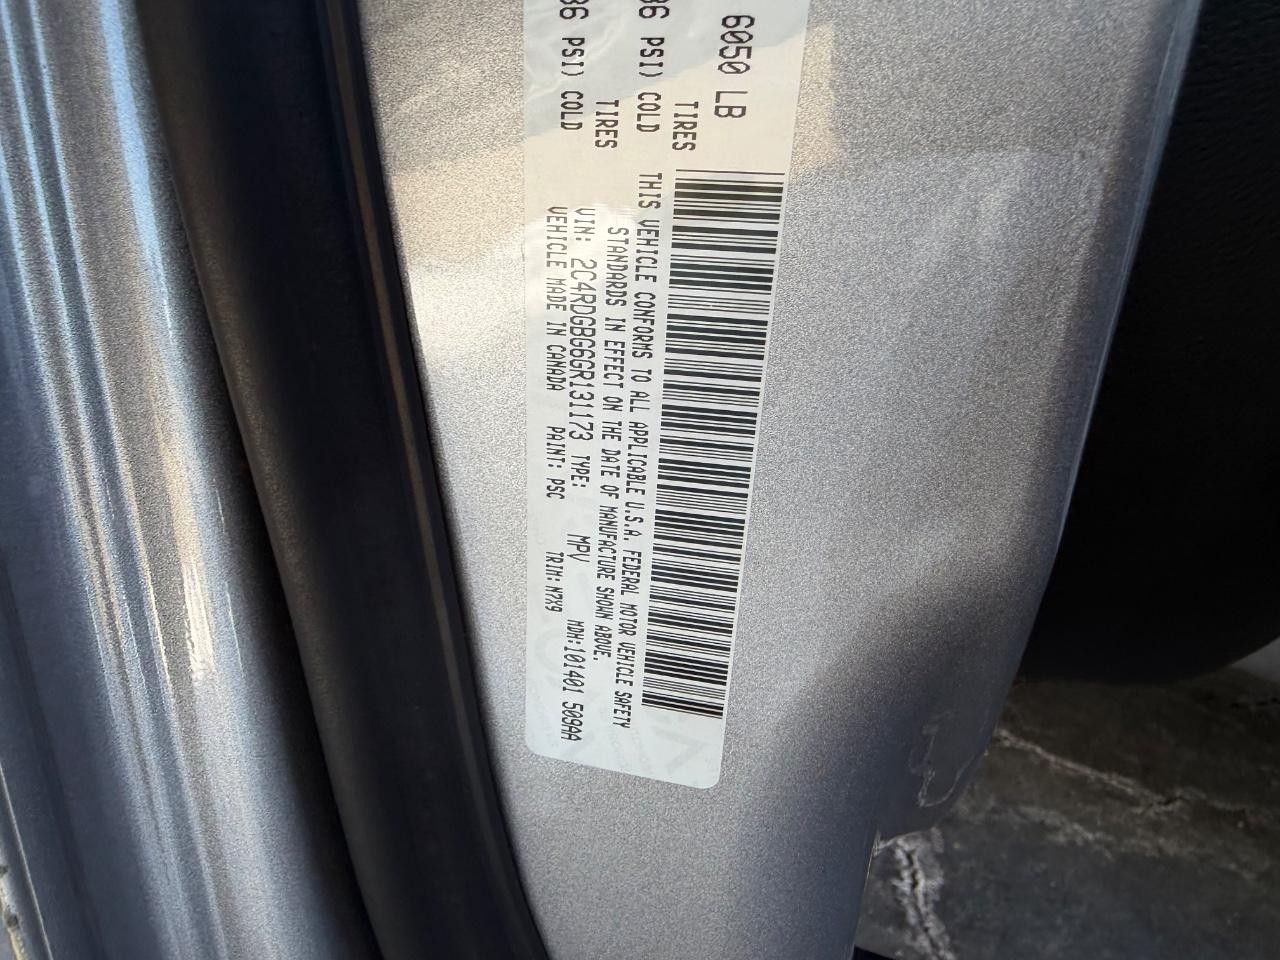 6050 LB
TIRES
36 PSI) COLD
TIRES
36 PSI) COLD
THIS VEHICLE CONFORMS TO ALL APPLICABLE U.S.A. FEDERAL MOTOR VEHICLE SAFETY
STANDARDS IN EFFECT ON THE DATE OF MANUFACTURE SHOWN ABOVE.
VIN: 2C4RDGBG6GR131173 TYPE: MPV MDH:101401 509AA
VEHICLE MADE IN CANADA PAINT: PSC TRIM: M7X9